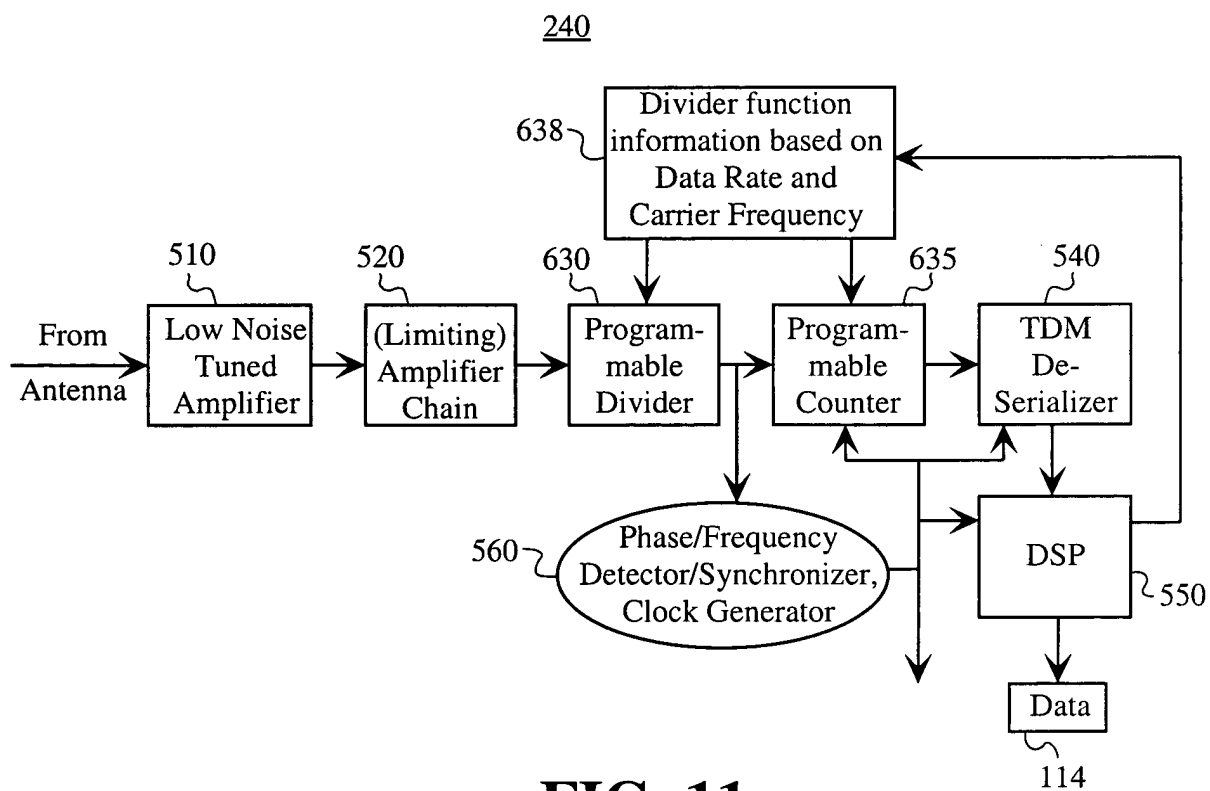 240
Divider function
information based on
Data Rate and
Carrier Frequency
638
510
520
630
635
540
From
Antenna
Low Noise
Tuned
Amplifier
(Limiting)
Amplifier
Chain
Program-
mable
Divider
Program-
mable
Counter
TDM
De-
Serializer
560
Phase/Frequency
Detector/Synchronizer,
Clock Generator
DSP
550
Data
114
FIG. 11